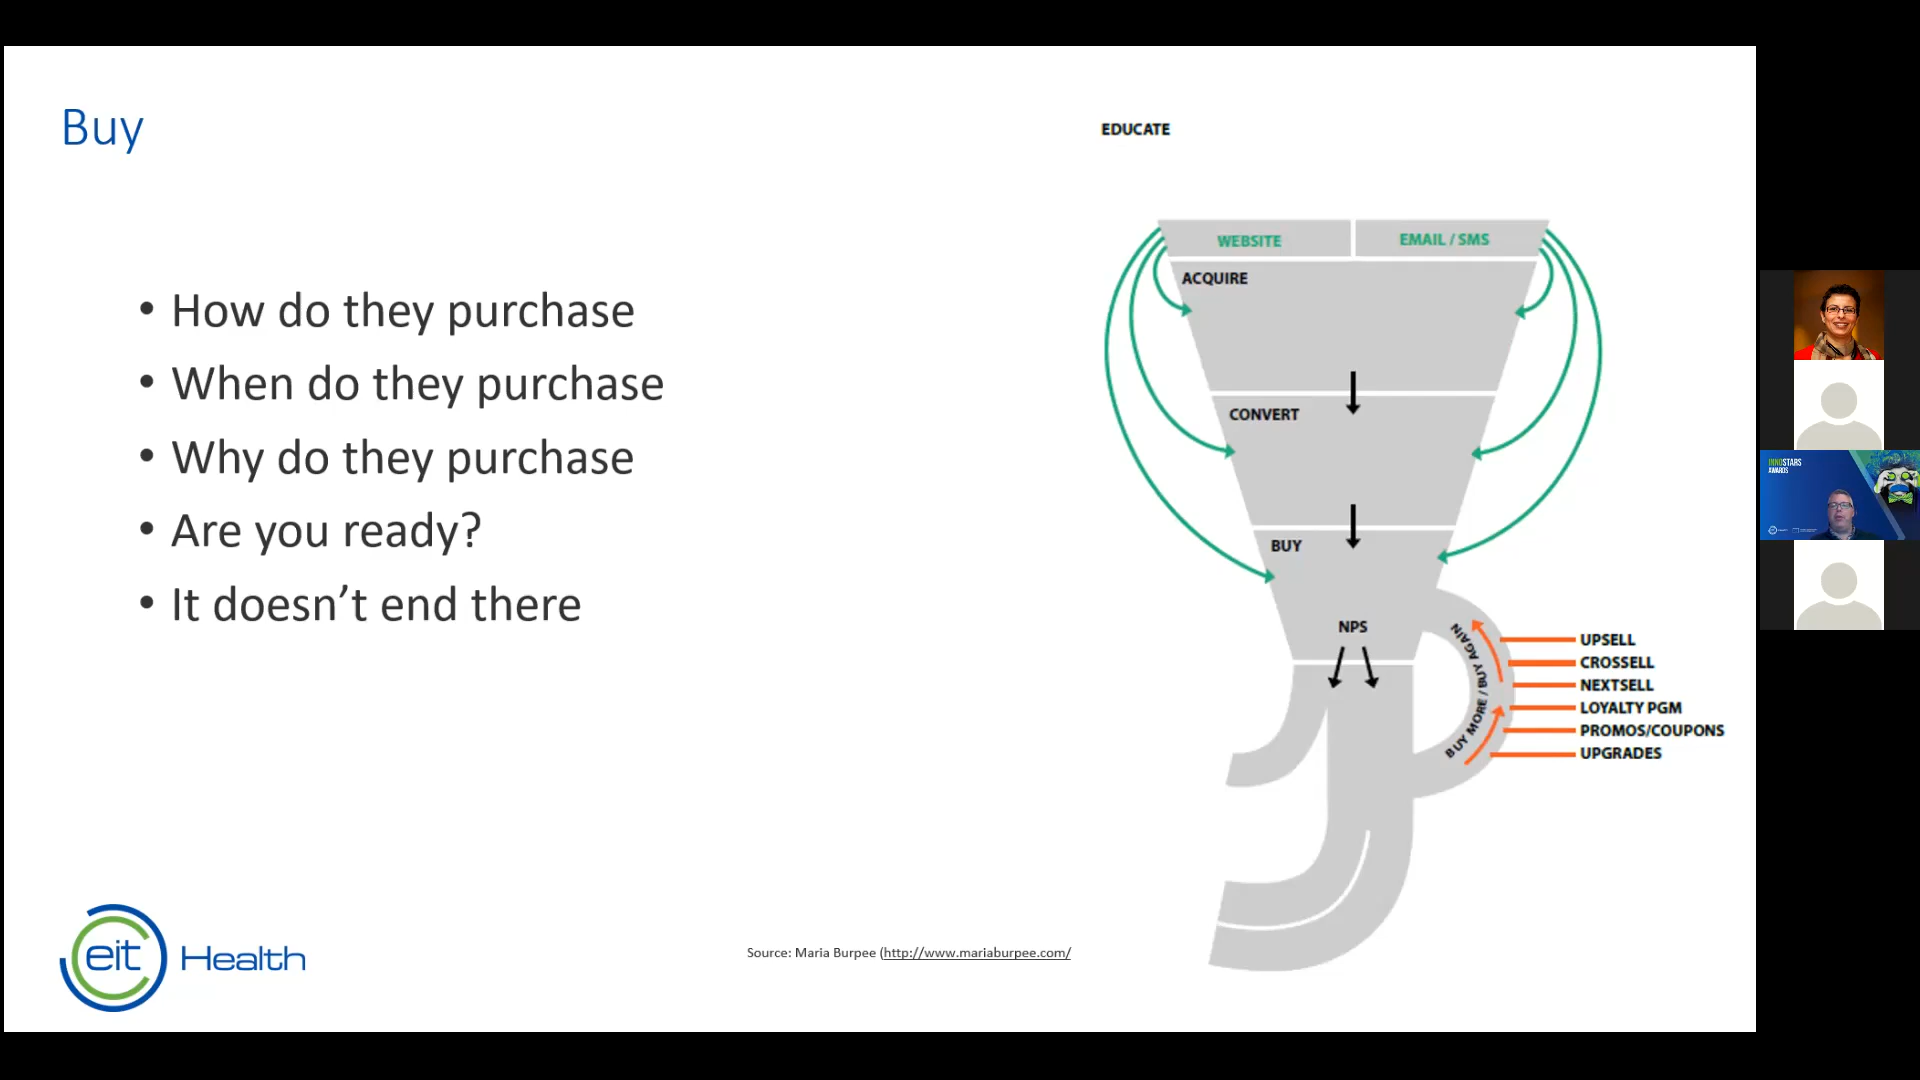 Buy
• How do they purchase
• When do they purchase
• Why do they purchase
• Are you ready?
• It doesn’t end there
EDUCATE
WEBSITE
EMAIL / SMS
ACQUIRE
CONVERT
BUY
NPS
BUY MORE / BUY AGAIN
UPSELL
CROSSELL
NEXTSELL
LOYALTY PGM
PROMOS/COUPONS
UPGRADES
Source: Maria Burpee (http://www.mariaburpee.com/
eit Health
INNOSTARS
AWARDS